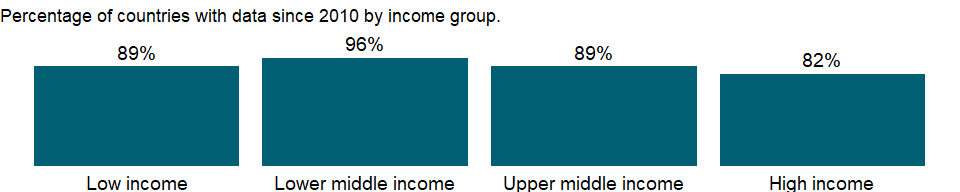 Percentage of countries with data since 2010 by income group.
89% 96% 89% 82%
Low income Lower middle income Upper middle income High income